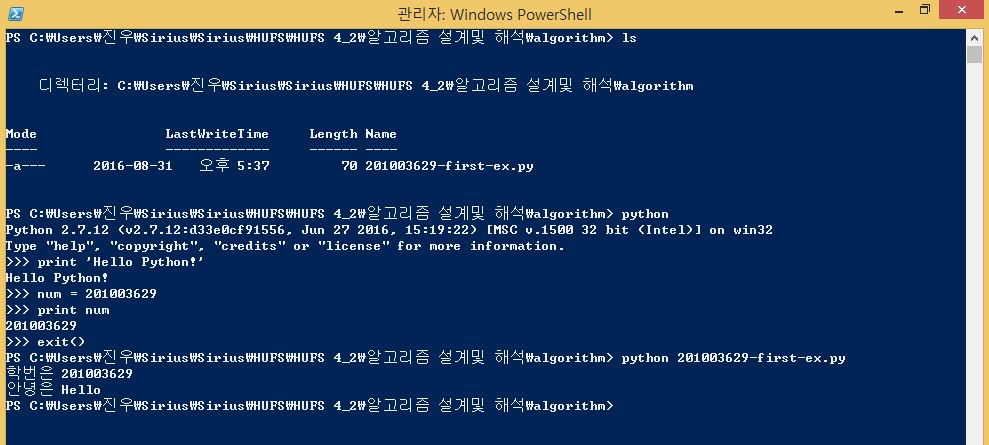 관리자: Windows PowerShell
PS C:₩Users₩진우₩Sirius₩Sirius₩HUFS₩HUFS 4_2₩알고리즘 설계및 해석₩algorithm> ls
디렉터리: C:₩Users₩진우₩Sirius₩Sirius₩HUFS₩HUFS 4_2₩알고리즘 설계및 해석₩algorithm
Mode                LastWriteTime     Length Name
----                -------------     ------ ----
-a---       2016-08-31   오후 5:37         70 201003629-first-ex.py
PS C:₩Users₩진우₩Sirius₩Sirius₩HUFS₩HUFS 4_2₩알고리즘 설계및 해석₩algorithm> python
Python 2.7.12 (v2.7.12:d33e0cf91556, Jun 27 2016, 15:19:22) [MSC v.1500 32 bit (Intel)] on win32
Type "help", "copyright", "credits" or "license" for more information.
>>> print 'Hello Python!'
Hello Python!
>>> num = 201003629
>>> print num
201003629
>>> exit()
PS C:₩Users₩진우₩Sirius₩Sirius₩HUFS₩HUFS 4_2₩알고리즘 설계및 해석₩algorithm> python 201003629-first-ex.py
학번은 201003629
안녕은 Hello
PS C:₩Users₩진우₩Sirius₩Sirius₩HUFS₩HUFS 4_2₩알고리즘 설계및 해석₩algorithm>